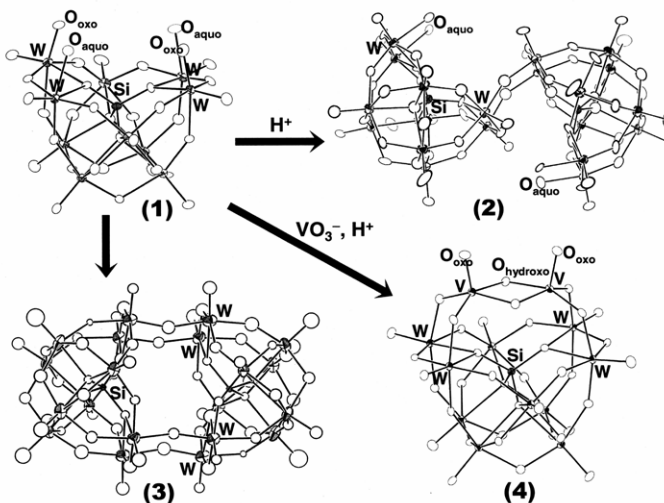 O_oxo
O_aquo
O_aquo
O_oxo
W
W
Si
W
W
(1)
H⁺
W
O_aquo
Si
W
O_aquo
(2)
VO₃⁻, H⁺
W
W
W
W
Si
W
W
(3)
O_oxo
O_hydroxo
O_oxo
V
V
W
W
Si
W
W
(4)